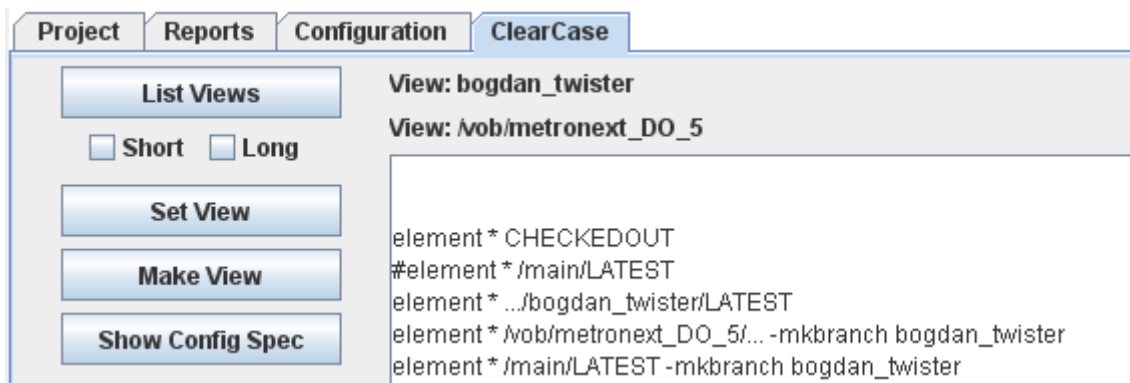 Project Reports Configuration ClearCase
List Views
Short Long
Set View
Make View
Show Config Spec
View: bogdan_twister
View: /vob/metronext_DO_5
element * CHECKEDOUT
#element * /main/LATEST
element * .../bogdan_twister/LATEST
element * /vob/metronext_DO_5/... -mkbranch bogdan_twister
element * /main/LATEST -mkbranch bogdan_twister